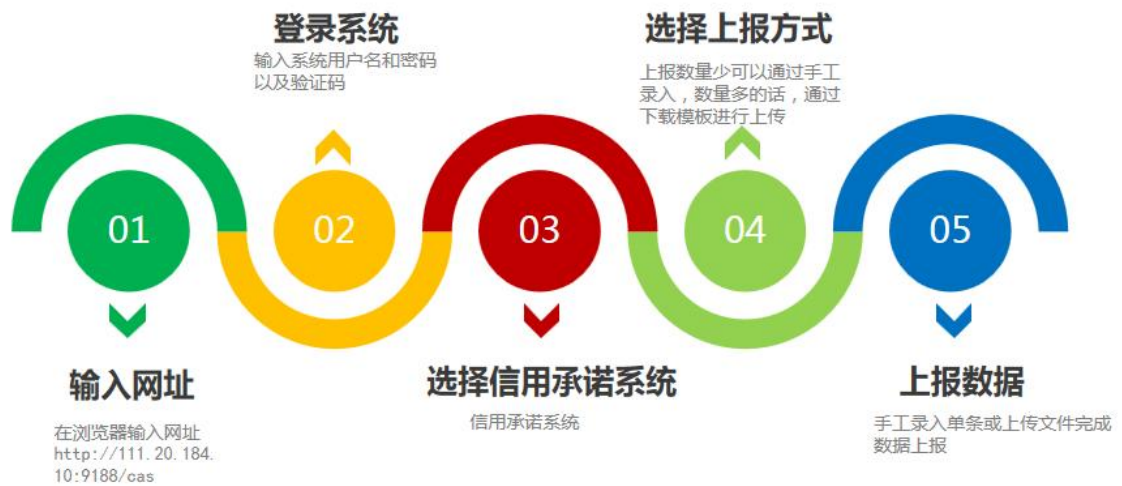 登录系统
输入系统用户名和密码
以及验证码
选择上报方式
上报数量少可以通过手工
录入，数量多的话，通过
下载模板进行上传
01
02
03
04
05
输入网址
在浏览器输入网址
http://111.20.184.
10:9188/cas
选择信用承诺系统
信用承诺系统
上报数据
手工录入单条或上传文件完成
数据上报